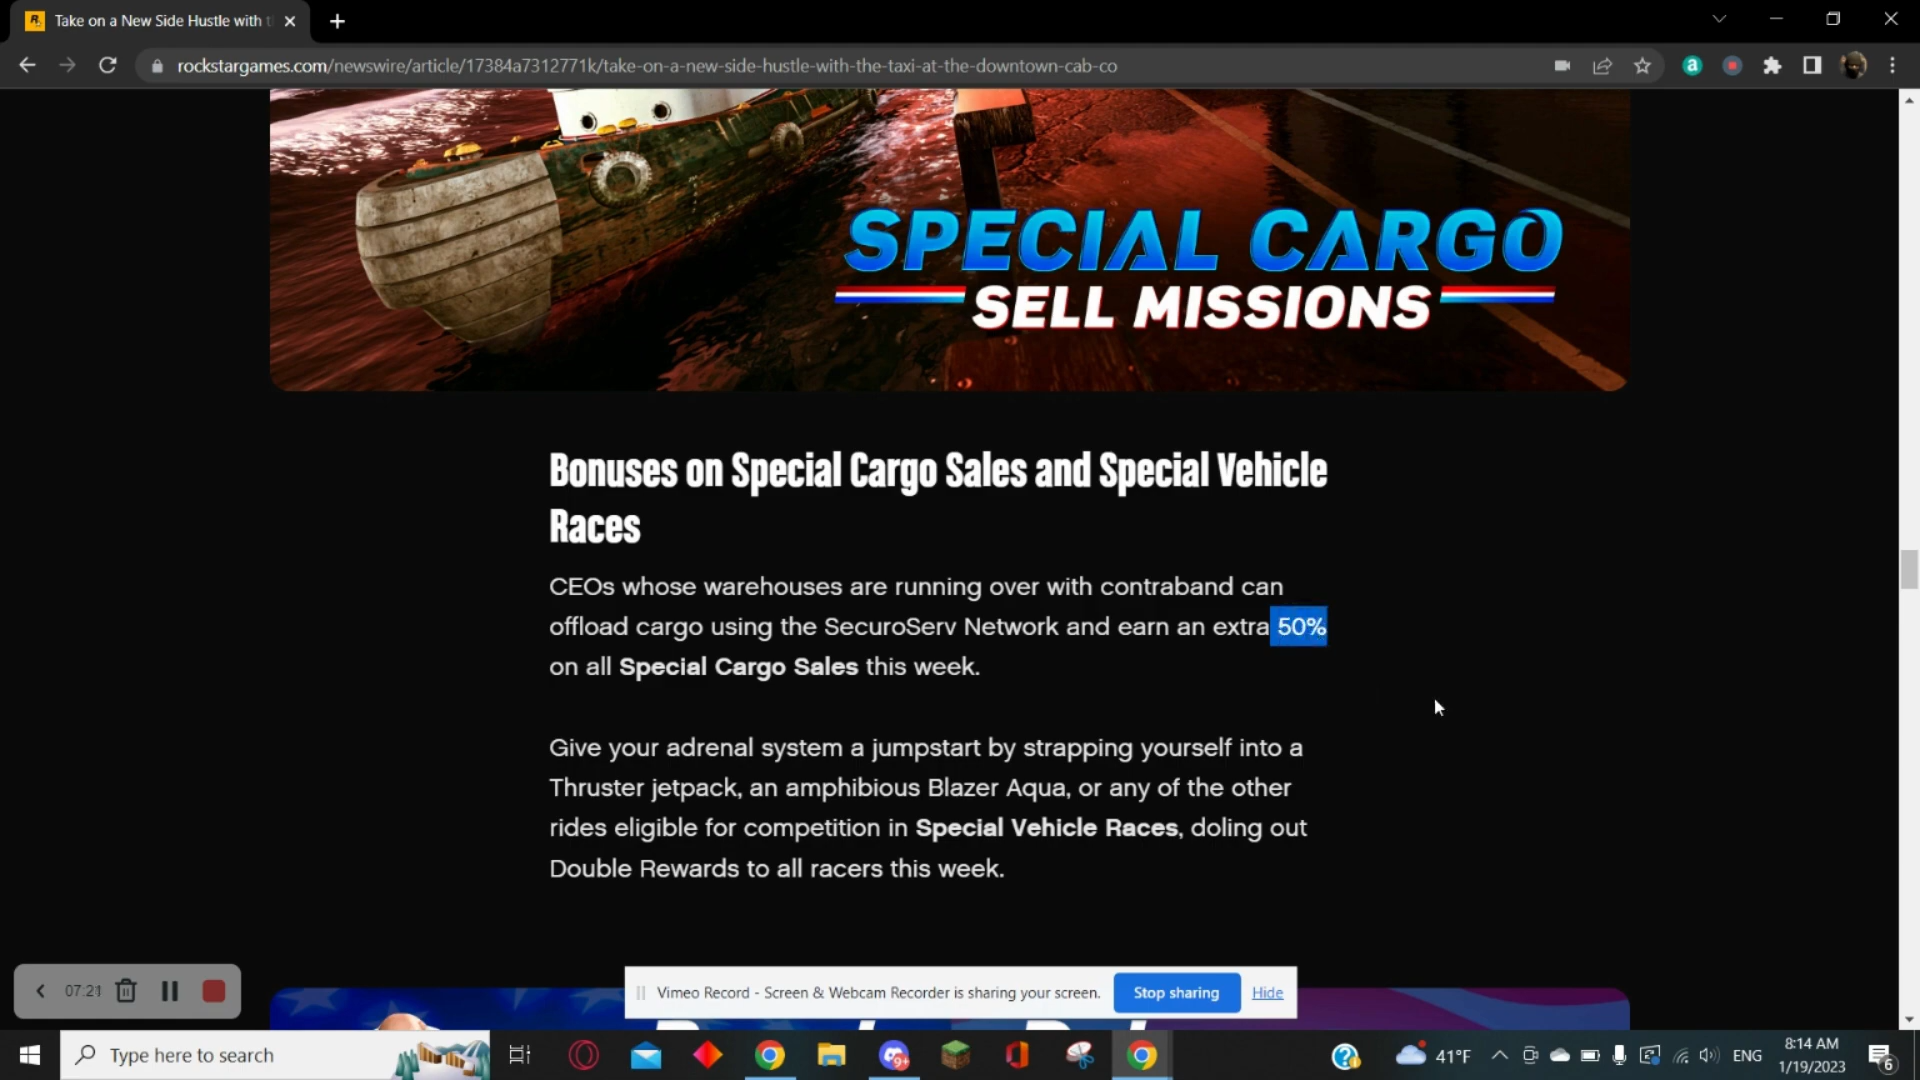 Take on a New Side Hustle with t
rockstargames.com/newswire/article/17384a7312771k/take-on-a-new-side-hustle-with-the-taxi-at-the-downtown-cab-co
SPECIAL CARGO
SELL MISSIONS
Bonuses on Special Cargo Sales and Special Vehicle
Races
CEOs whose warehouses are running over with contraband can
offload cargo using the SecuroServ Network and earn an extra 50%
on all Special Cargo Sales this week.
Give your adrenal system a jumpstart by strapping yourself into a
Thruster jetpack, an amphibious Blazer Aqua, or any of the other
rides eligible for competition in Special Vehicle Races, doling out
Double Rewards to all racers this week.
07:21
Vimeo Record - Screen & Webcam Recorder is sharing your screen.
Stop sharing
Hide
Type here to search
9+
41°F
ENG
8:14 AM
1/19/2023
6